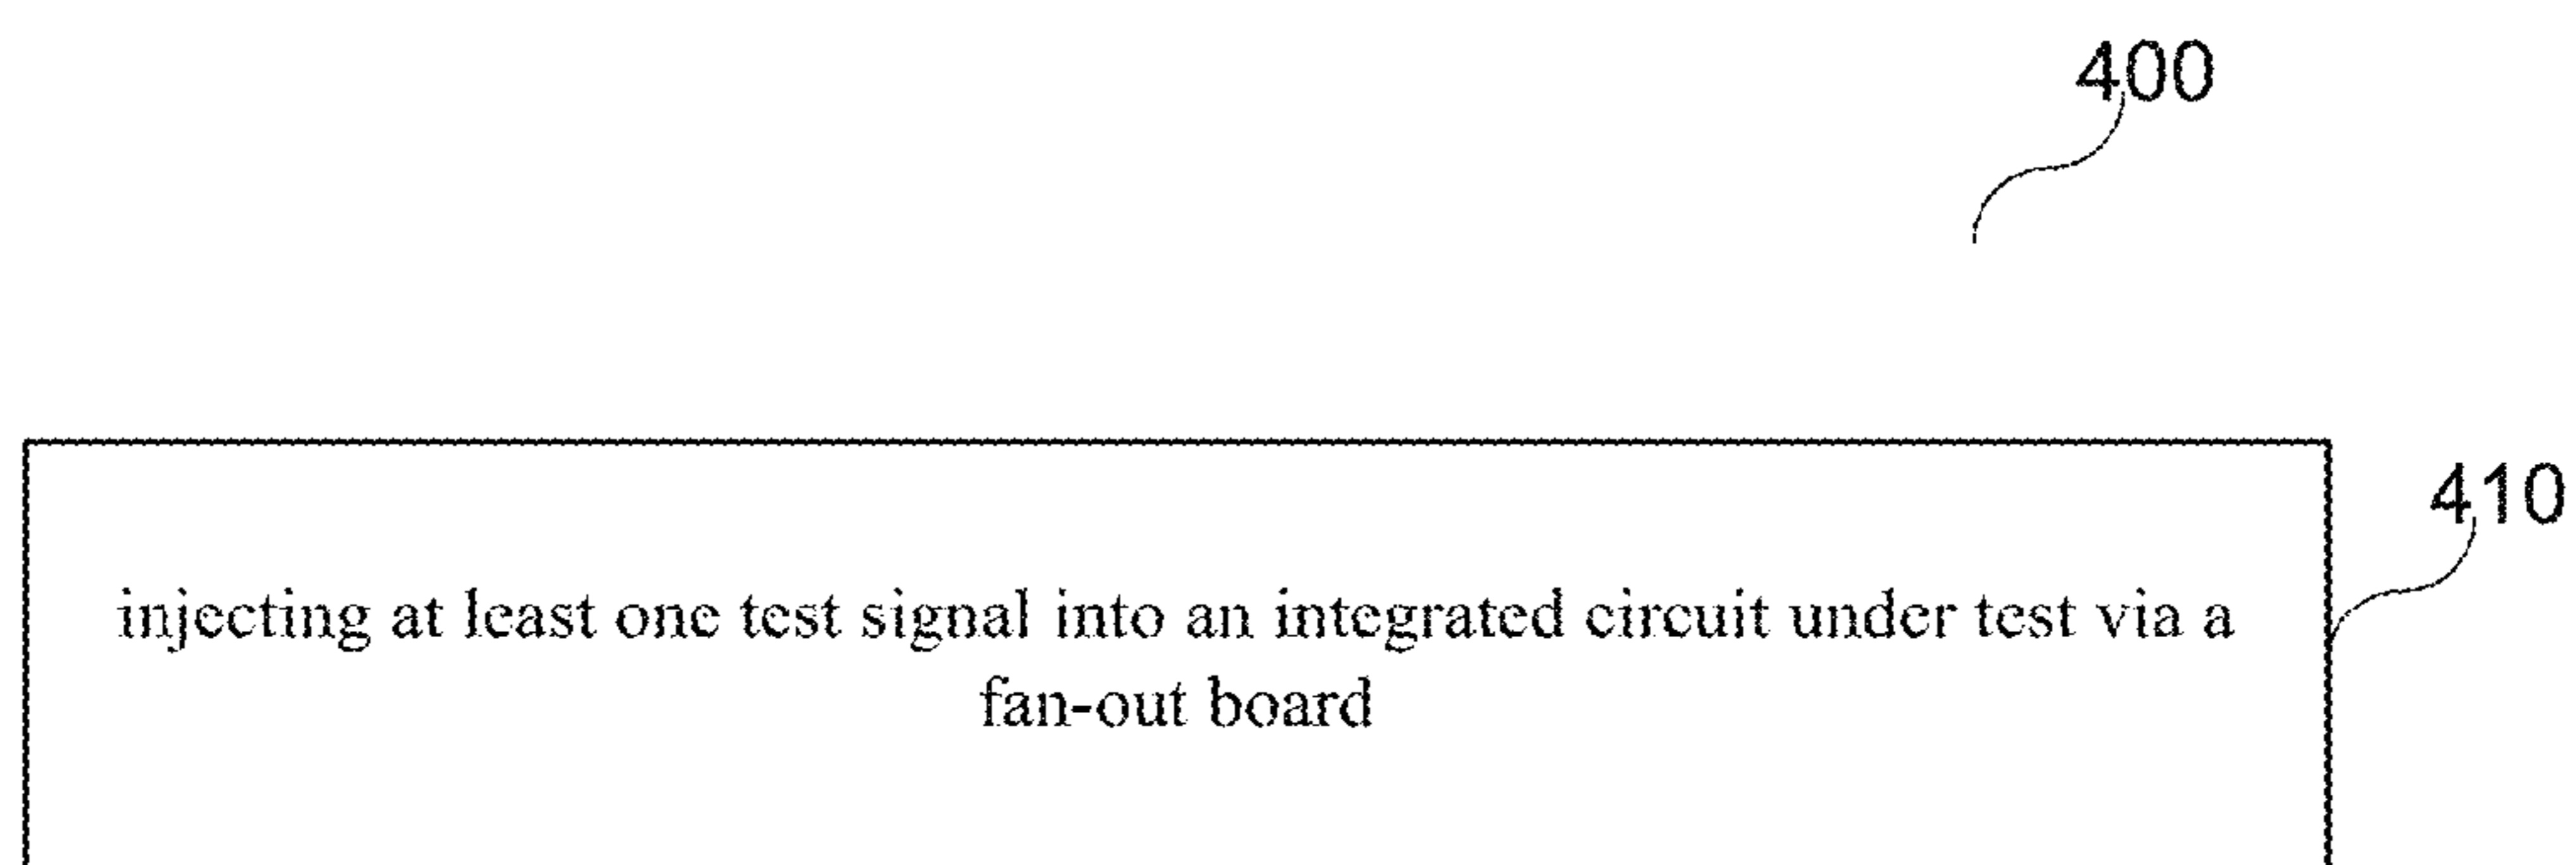 400
410
injecting at least one test signal into an integrated circuit under test via a
fan-out board